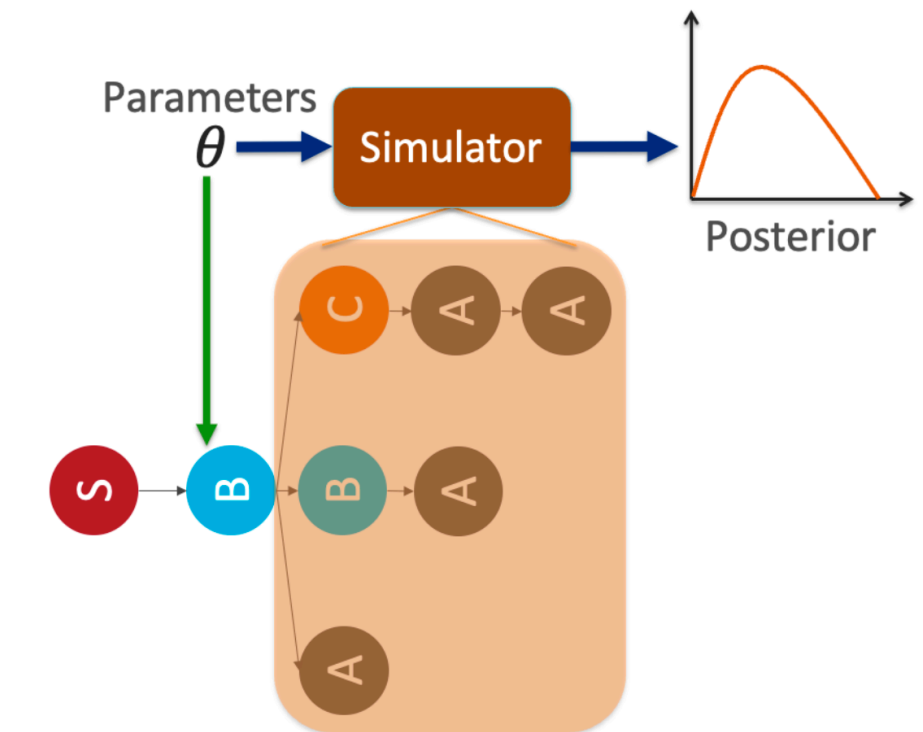 Parameters
θ
Simulator
Posterior
C A A
S B B A
A